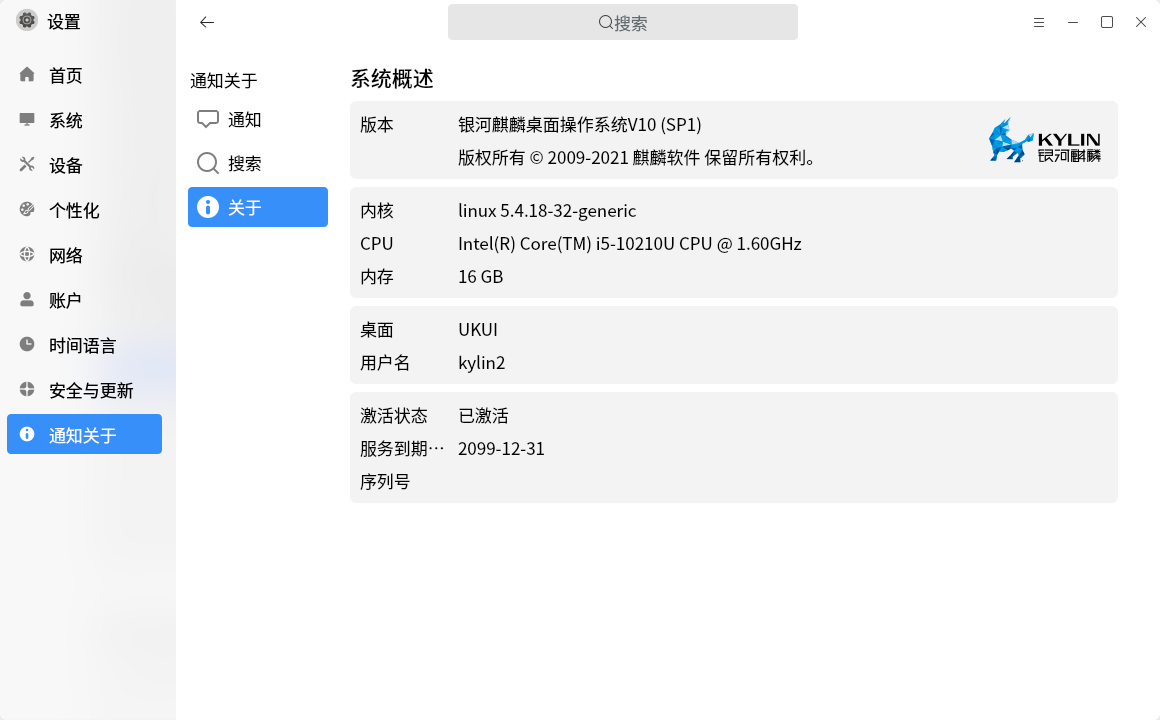 设置
搜索
首页
系统
设备
个性化
网络
账户
时间语言
安全与更新
通知关于
通知关于
通知
搜索
关于
系统概述
版本 银河麒麟桌面操作系统V10 (SP1)
版权所有 © 2009-2021 麒麟软件 保留所有权利。
KYLIN
银河麒麟
内核 linux 5.4.18-32-generic
CPU Intel(R) Core(TM) i5-10210U CPU @ 1.60GHz
内存 16 GB
桌面 UKUI
用户名 kylin2
激活状态 已激活
服务到期… 2099-12-31
序列号